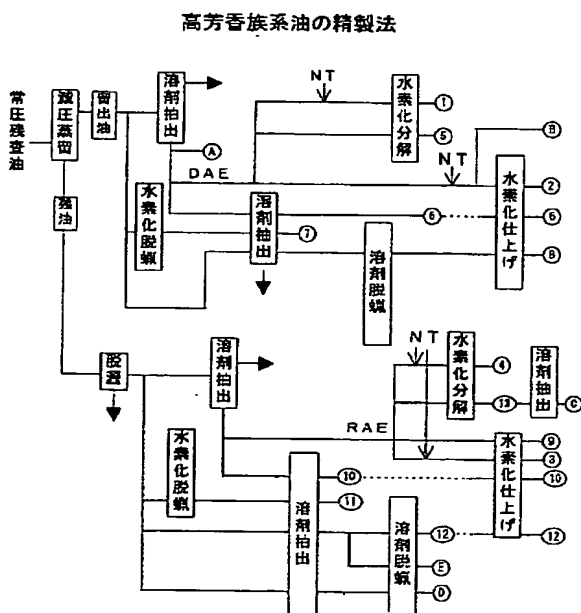 高芳香族系油の精製法
常圧残査油
減圧蒸留
留出油
溶剤抽出
NT
水素化分解
①
⑤
Ⓐ
DAE
NT
Ⓑ
残油
水素化脱蝋
溶剤抽出
⑦
⑥
溶剤脱蝋
水素化仕上げ
②
⑥
⑧
脱瀝
溶剤抽出
NT
水素化分解
④
⑬
溶剤抽出
Ⓒ
RAE
水素化脱蝋
⑩
⑪
溶剤抽出
溶剤脱蝋
⑫
Ⓔ
Ⓓ
水素化仕上げ
⑨
③
⑩
⑫